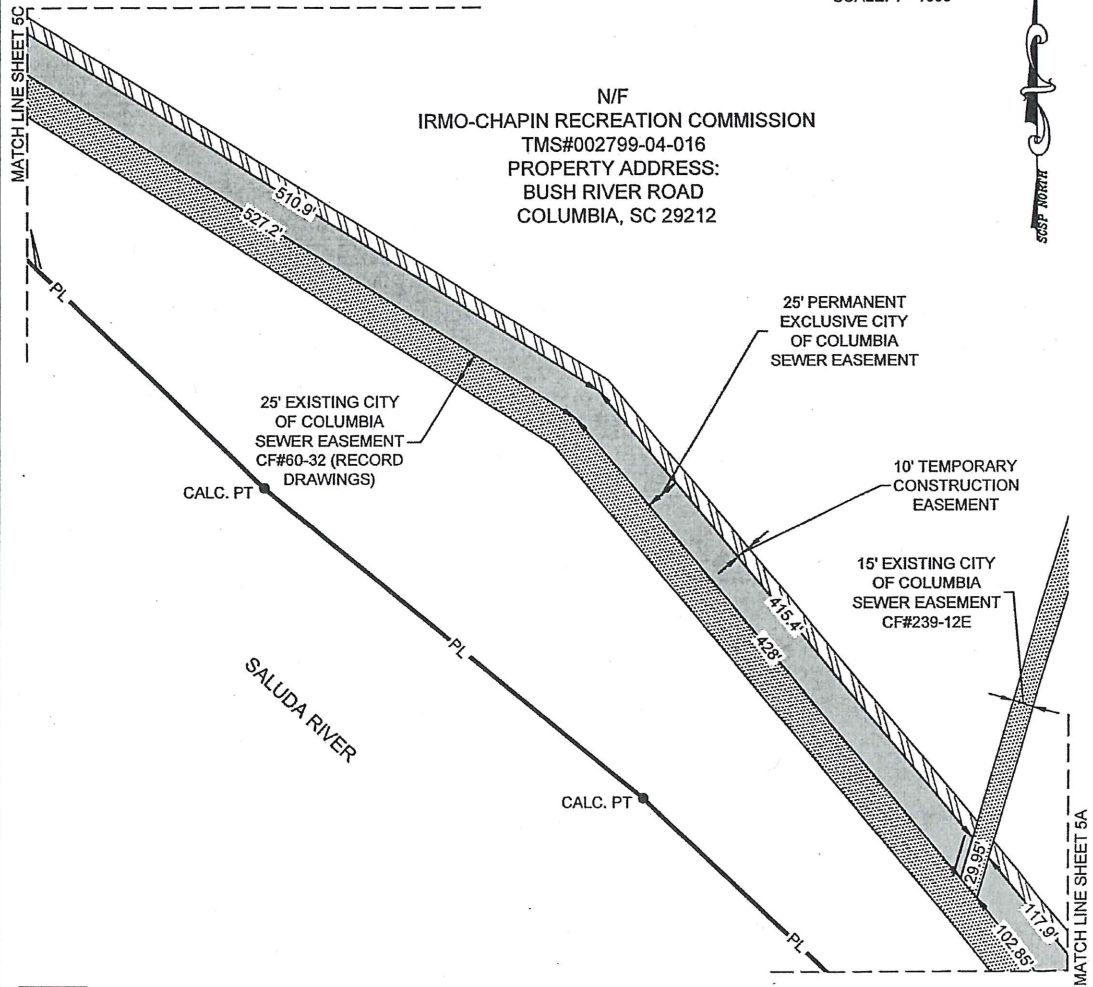 MATCH LINE SHEET 5C
N/F
IRMO-CHAPIN RECREATION COMMISSION
TMS#002799-04-016
PROPERTY ADDRESS:
BUSH RIVER ROAD
COLUMBIA, SC 29212
SCSP NORTH
510.9'
527.2'
PL
25' PERMANENT
EXCLUSIVE CITY
OF COLUMBIA
SEWER EASEMENT
25' EXISTING CITY
OF COLUMBIA
SEWER EASEMENT
CF#60-32 (RECORD
DRAWINGS)
CALC. PT
10' TEMPORARY
CONSTRUCTION
EASEMENT
15' EXISTING CITY
OF COLUMBIA
SEWER EASEMENT
CF#239-12E
415.4'
428'
PL
SALUDA RIVER
CALC. PT
29.95'
117.9'
102.85'
PL
MATCH LINE SHEET 5A